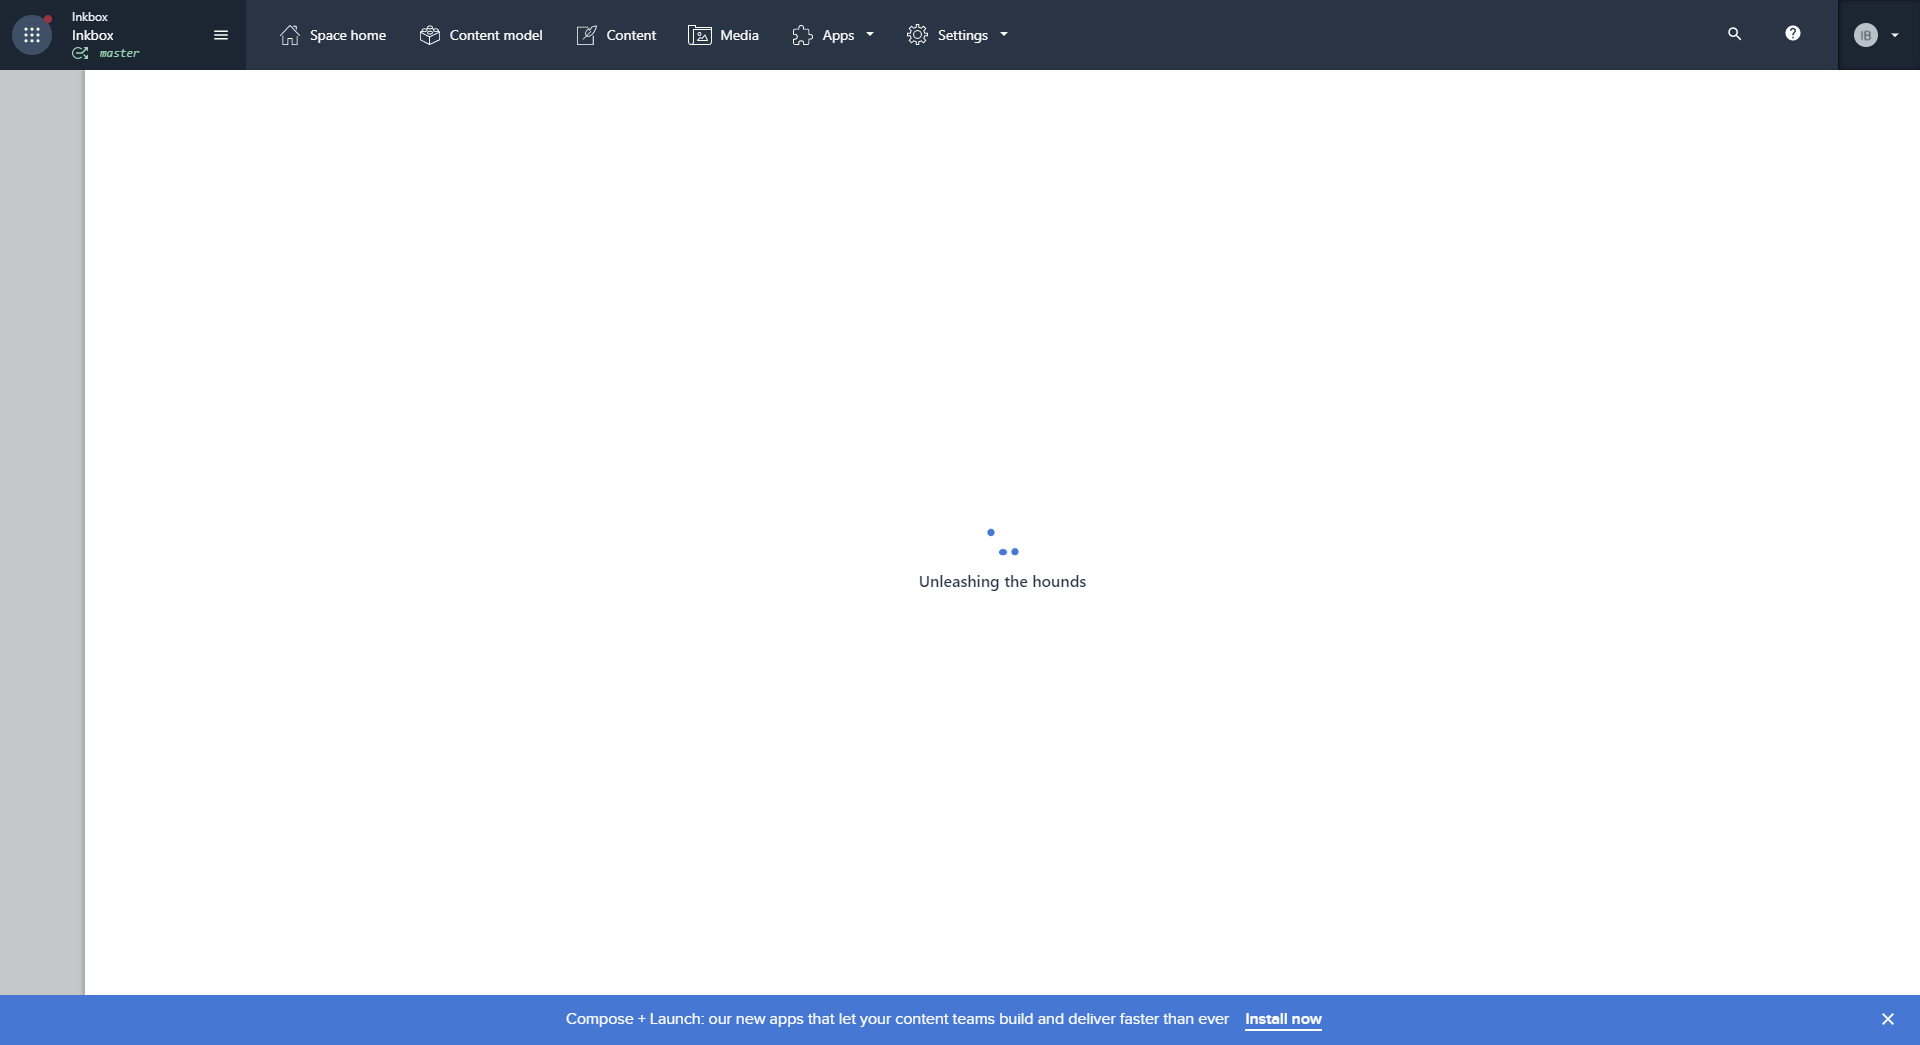 Inkbox
Inkbox
master
Space home
Content model
Content
Media
Apps
Settings
IB
Unleashing the hounds
Compose + Launch: our new apps that let your content teams build and deliver faster than ever Install now